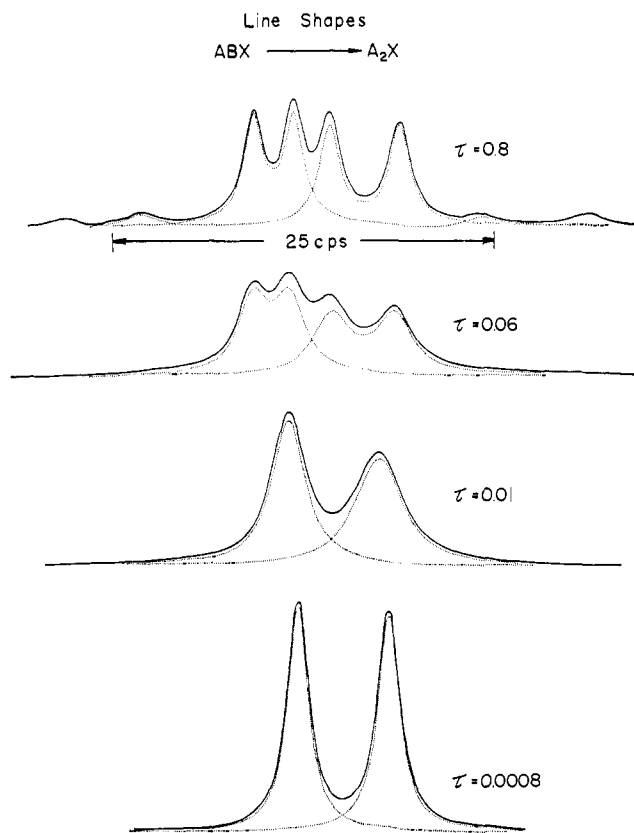 Line Shapes
ABX → A₂X
τ = 0.8
25 cps
τ = 0.06
τ = 0.01
τ = 0.0008